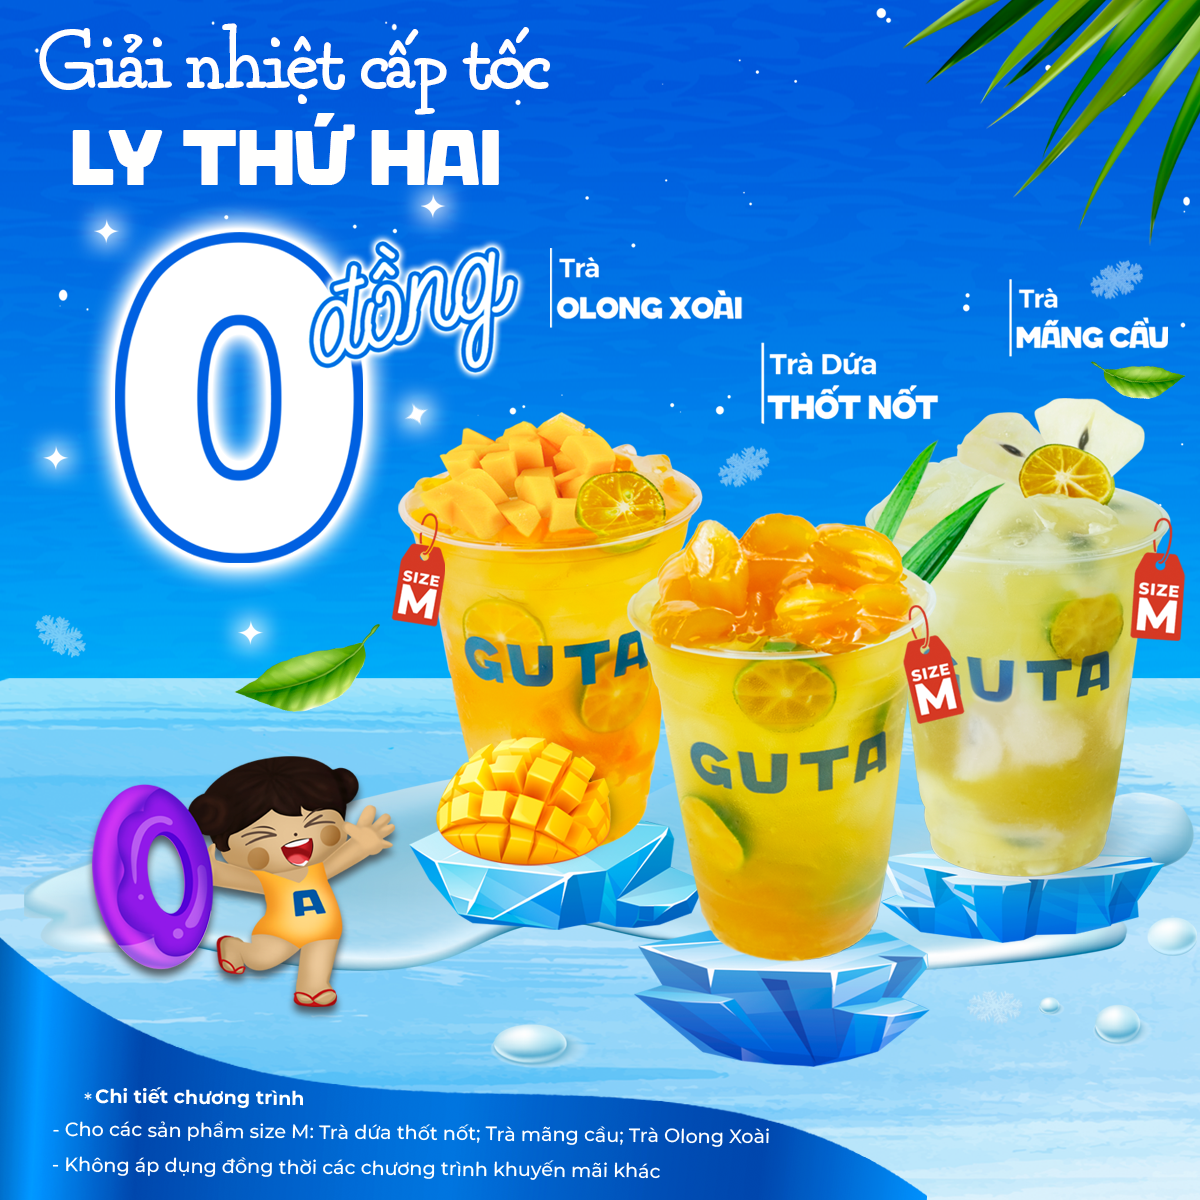 Giải nhiệt cấp tốc
LY THỨ HAI
0 đồng
Trà
OLONG XOÀI
Trà
MÃNG CẦU
Trà Dứa
THỐT NỐT
SIZE
M
SIZE
M
SIZE
M
GUTA
GUTA
GUTA
A
*Chi tiết chương trình
- Cho các sản phẩm size M: Trà dứa thốt nốt; Trà mãng cầu; Trà Olong Xoài
- Không áp dụng đồng thời các chương trình khuyến mãi khác